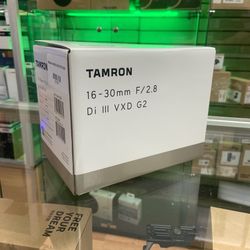 TAMRON
16-30mm F/2.8
Di III VXD G2
FREE
YOUR
DREAM